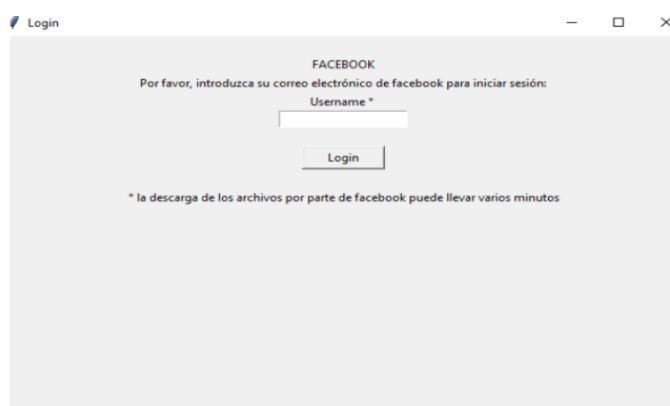 Login
FACEBOOK
Por favor, introduzca su correo electrónico de facebook para iniciar sesión:
Username *
Login
* la descarga de los archivos por parte de facebook puede llevar varios minutos